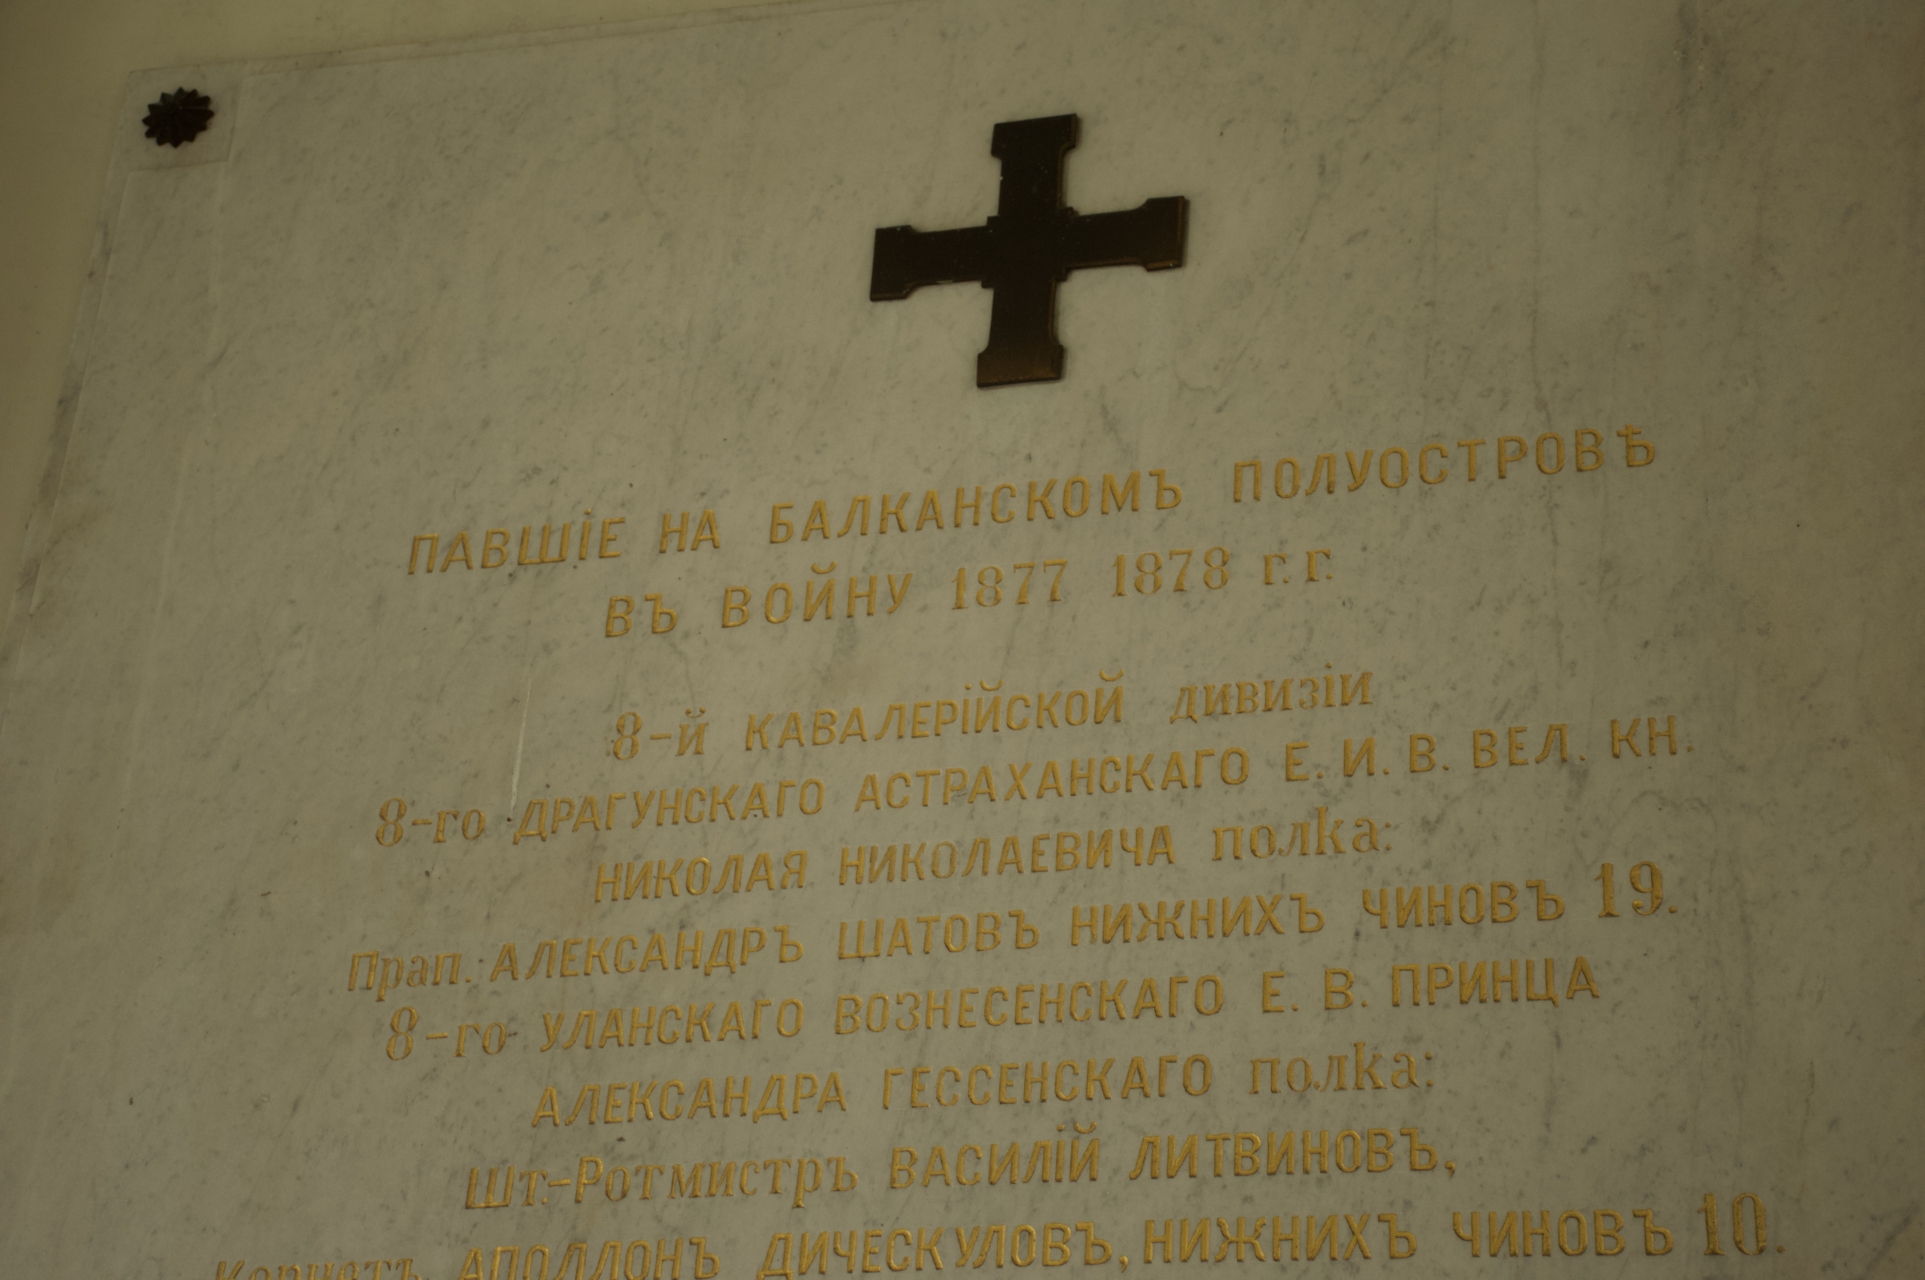 ПАВШІЕ НА БАЛКАНСКОМЪ ПОЛУОСТРОВѢ
ВЪ ВОЙНУ 1877 1878 г. г.
8-й КАВАЛЕРІЙСКОЙ дивизіи
8-го ДРАГУНСКАГО АСТРАХАНСКАГО Е. И. В. ВЕЛ. КН.
НИКОЛАЯ НИКОЛАЕВИЧА полка:
Прап. АЛЕКСАНДРЪ ШАТОВЪ НИЖНИХЪ ЧИНОВЪ 19.
8-го УЛАНСКАГО ВОЗНЕСЕНСКАГО Е. В. ПРИНЦА
АЛЕКСАНДРА ГЕССЕНСКАГО полка:
Шт.-Ротмистръ ВАСИЛІЙ ЛИТВИНОВЪ,
Корнетъ АПОЛЛОНЪ ДИЧЕСКУЛОВЪ, НИЖНИХЪ ЧИНОВЪ 10.